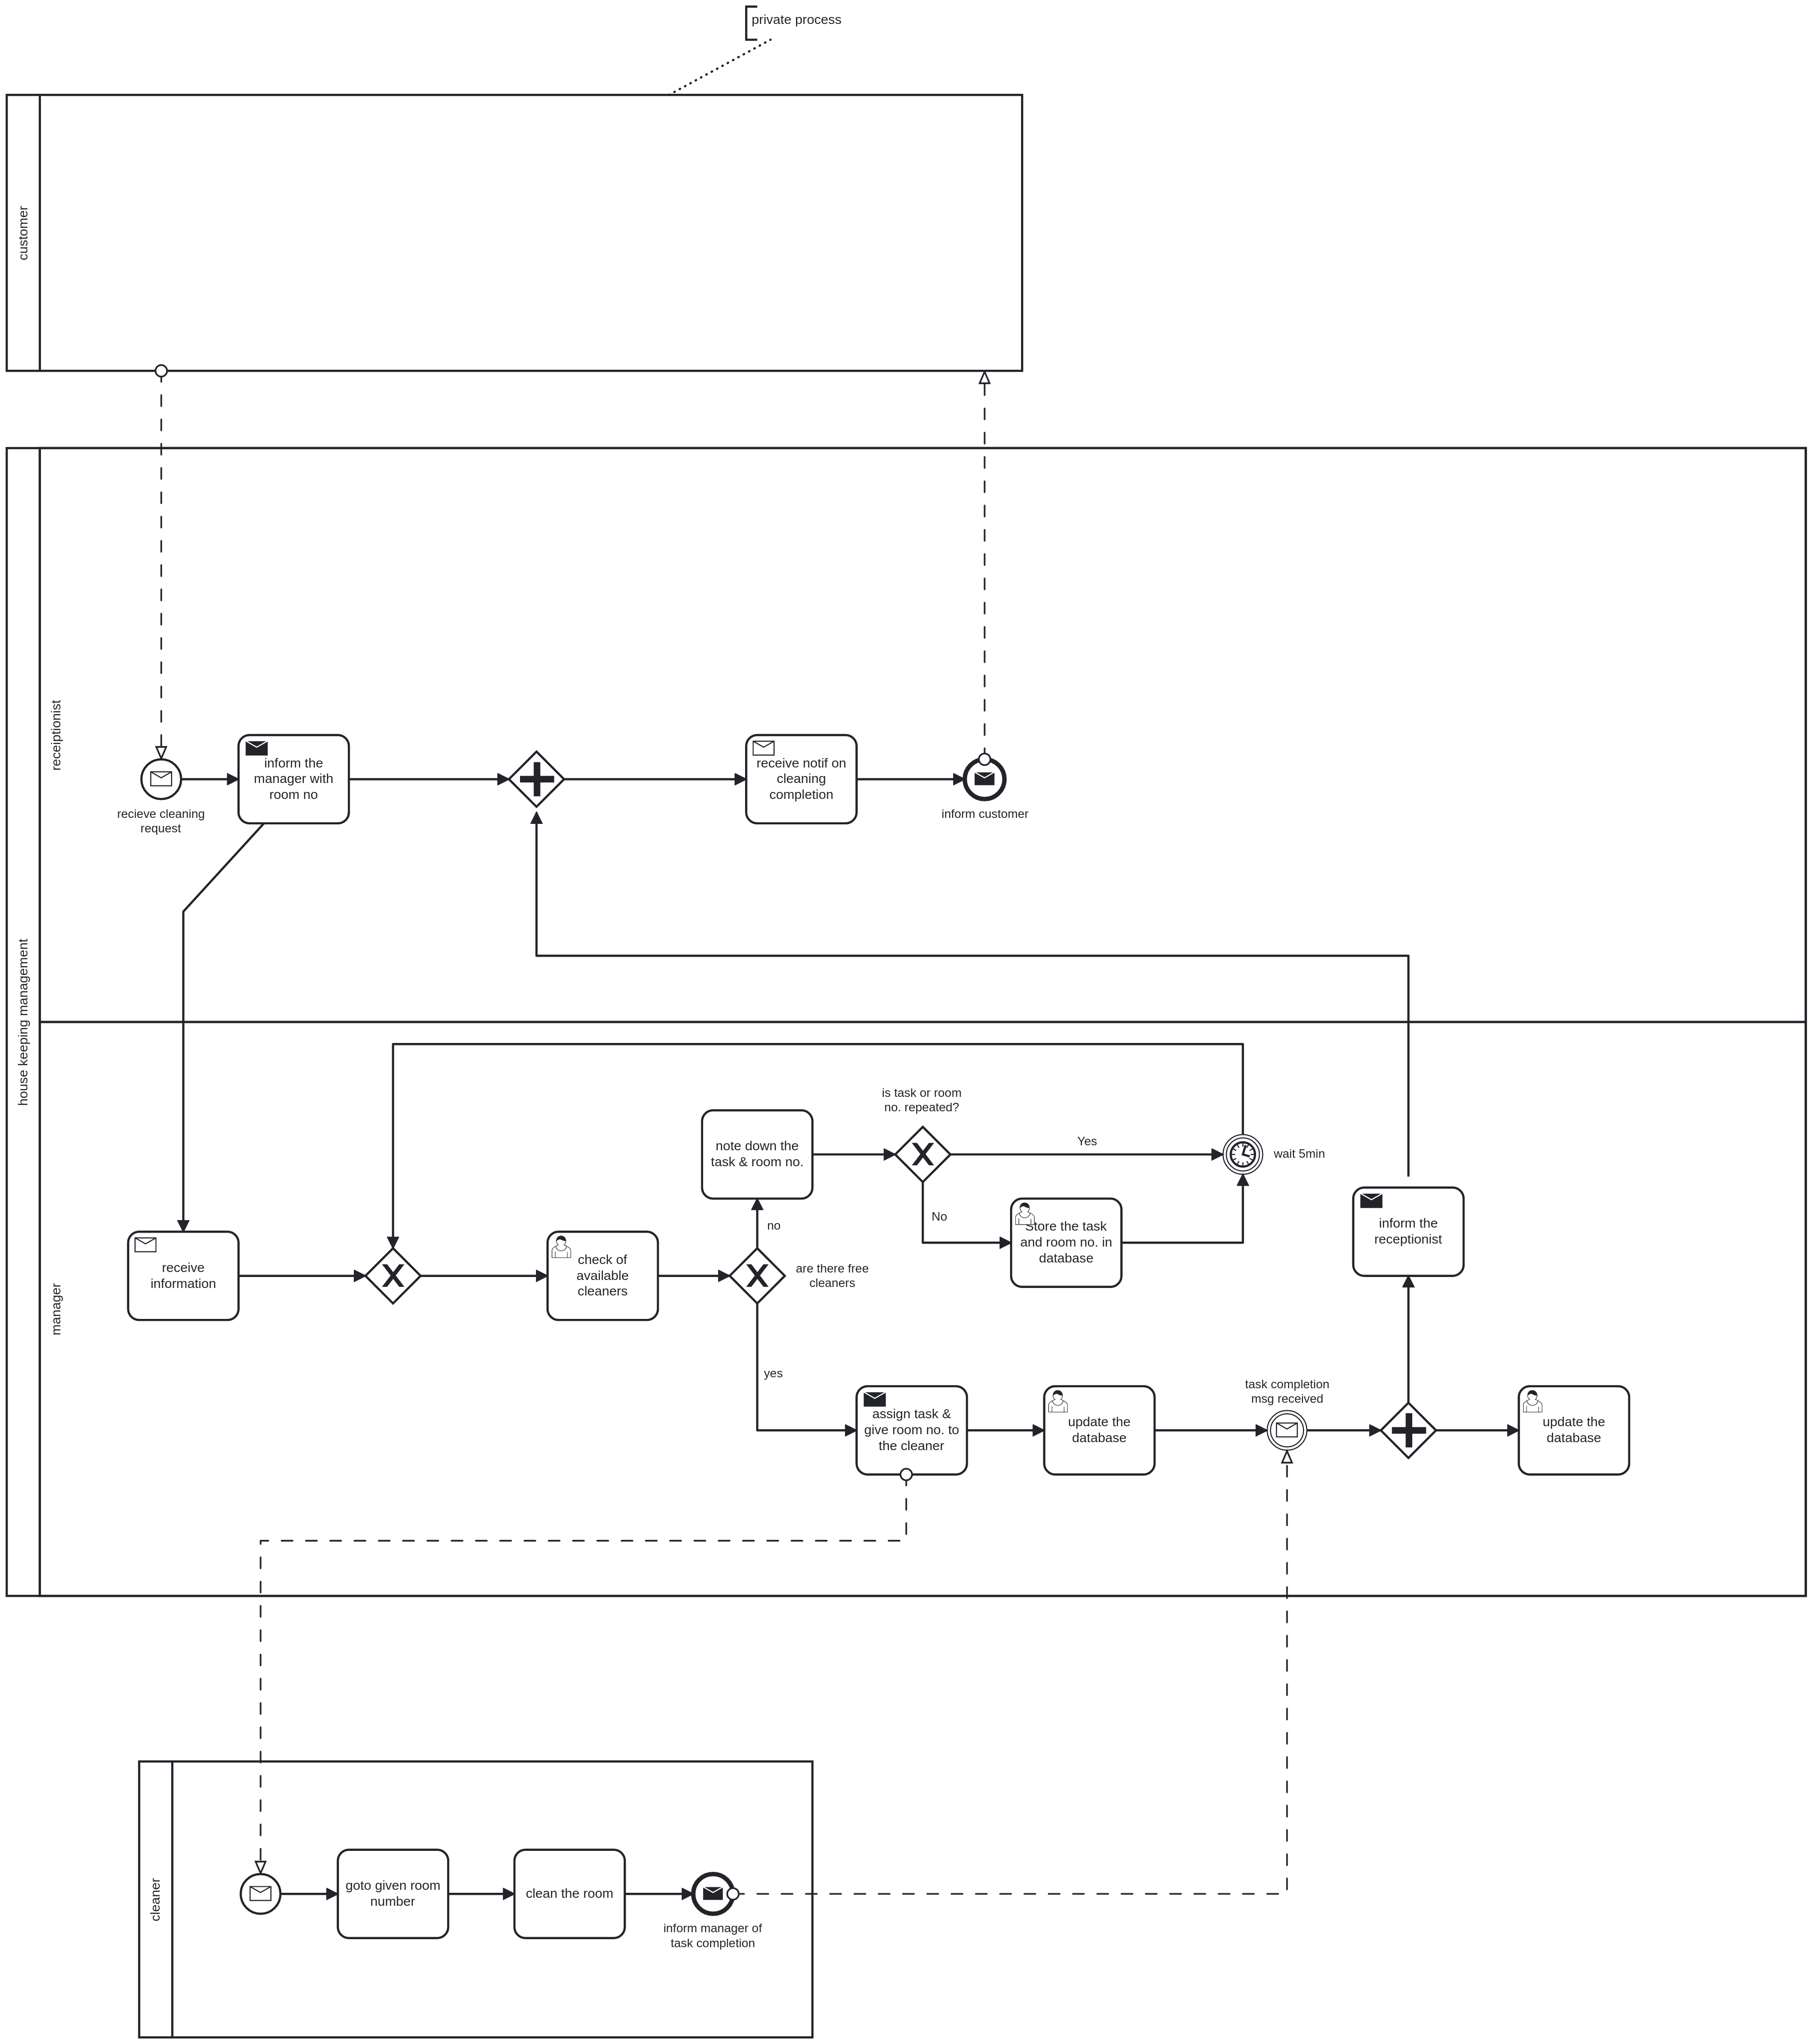 private process
customer
house keeping management
receiptionist
recieve cleaning
request
inform the
manager with
room no
receive notif on
cleaning
completion
inform customer
manager
receive
information
check of
available
cleaners
are there free
cleaners
no
yes
note down the
task & room no.
is task or room
no. repeated?
Yes
No
Store the task
and room no. in
database
wait 5min
assign task &
give room no. to
the cleaner
update the
database
task completion
msg received
inform the
receptionist
update the
database
cleaner
goto given room
number
clean the room
inform manager of
task completion